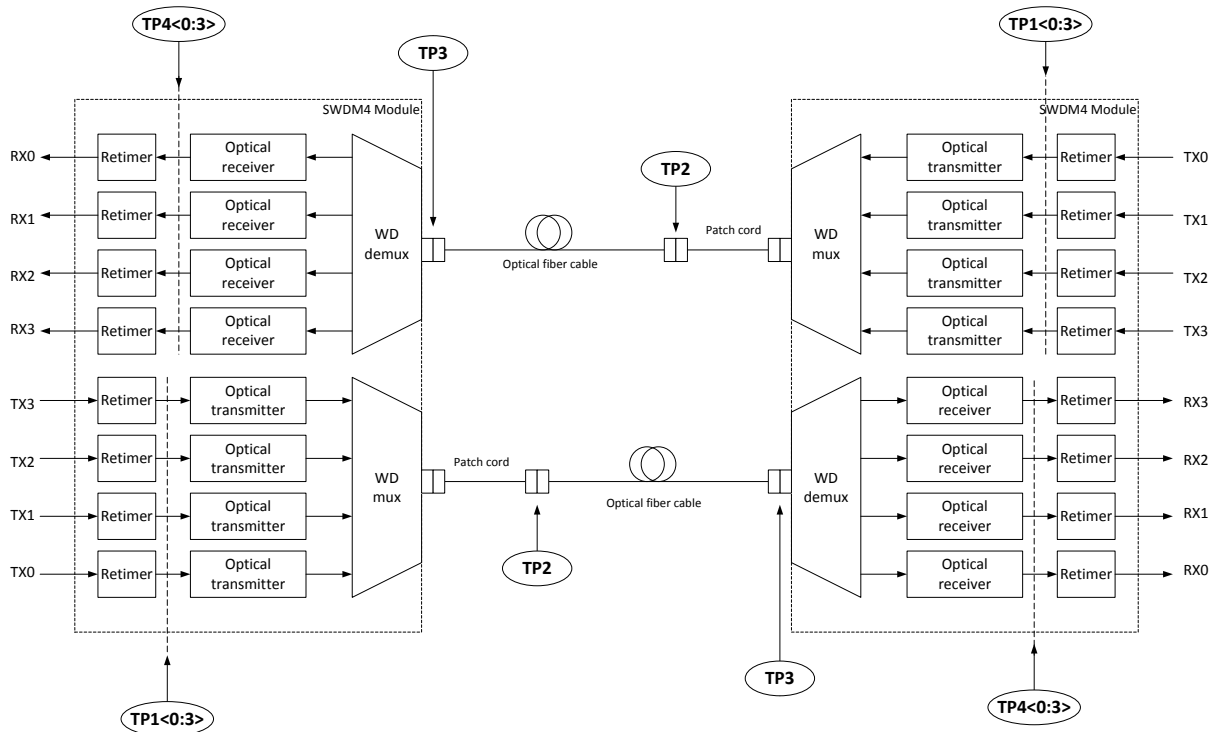 TP4<0:3>
TP1<0:3>
TP3
SWDM4 Module
SWDM4 Module
RX0
Retimer
Optical
receiver
Optical
transmitter
Retimer
TX0
TP2
RX1
Retimer
Optical
receiver
WD
demux
Patch cord
WD
mux
Optical
transmitter
Retimer
TX1
Optical fiber cable
RX2
Retimer
Optical
receiver
Optical
transmitter
Retimer
TX2
RX3
Retimer
Optical
receiver
Optical
transmitter
Retimer
TX3
TX3
Retimer
Optical
transmitter
Optical
receiver
Retimer
RX3
TX2
Retimer
Optical
transmitter
WD
mux
Patch cord
WD
demux
Optical
receiver
Retimer
RX2
Optical fiber cable
TX1
Retimer
Optical
transmitter
Optical
receiver
Retimer
RX1
TP2
TX0
Retimer
Optical
transmitter
Optical
receiver
Retimer
RX0
TP3
TP1<0:3>
TP4<0:3>